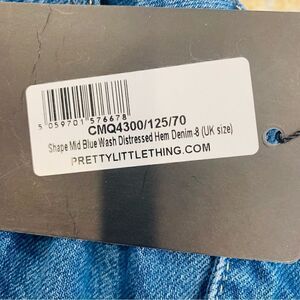 5 059701 576678
CMQ4300/125/70
Shape Mid Blue Wash Distressed Hem Denim-8 (UK size)
PRETTYLITTLETHING.COM